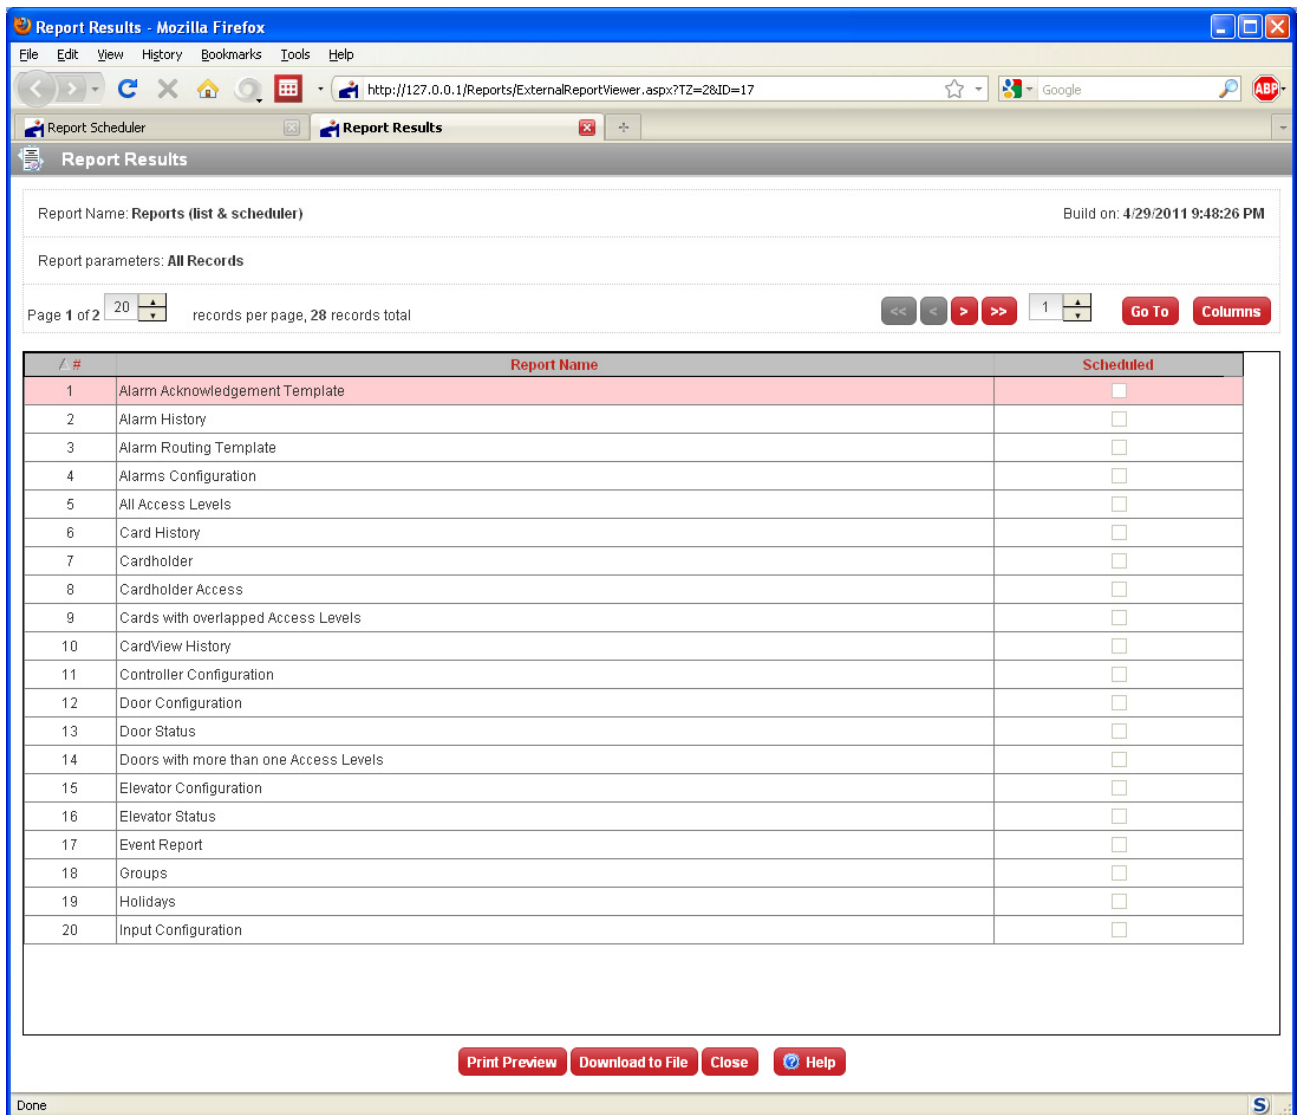 Report Results - Mozilla Firefox
File Edit View History Bookmarks Tools Help
http://127.0.0.1/Reports/ExternalReportViewer.aspx?TZ=2&ID=17 Google ABP
Report Scheduler Report Results
Report Results
Report Name: Reports (list & scheduler) Build on: 4/29/2011 9:48:26 PM
Report parameters: All Records
Page 1 of 2 20 records per page, 28 records total << < > >> 1 Go To Columns
# Report Name Scheduled
1 Alarm Acknowledgement Template
2 Alarm History
3 Alarm Routing Template
4 Alarms Configuration
5 All Access Levels
6 Card History
7 Cardholder
8 Cardholder Access
9 Cards with overlapped Access Levels
10 CardView History
11 Controller Configuration
12 Door Configuration
13 Door Status
14 Doors with more than one Access Levels
15 Elevator Configuration
16 Elevator Status
17 Event Report
18 Groups
19 Holidays
20 Input Configuration
Print Preview Download to File Close Help
Done S